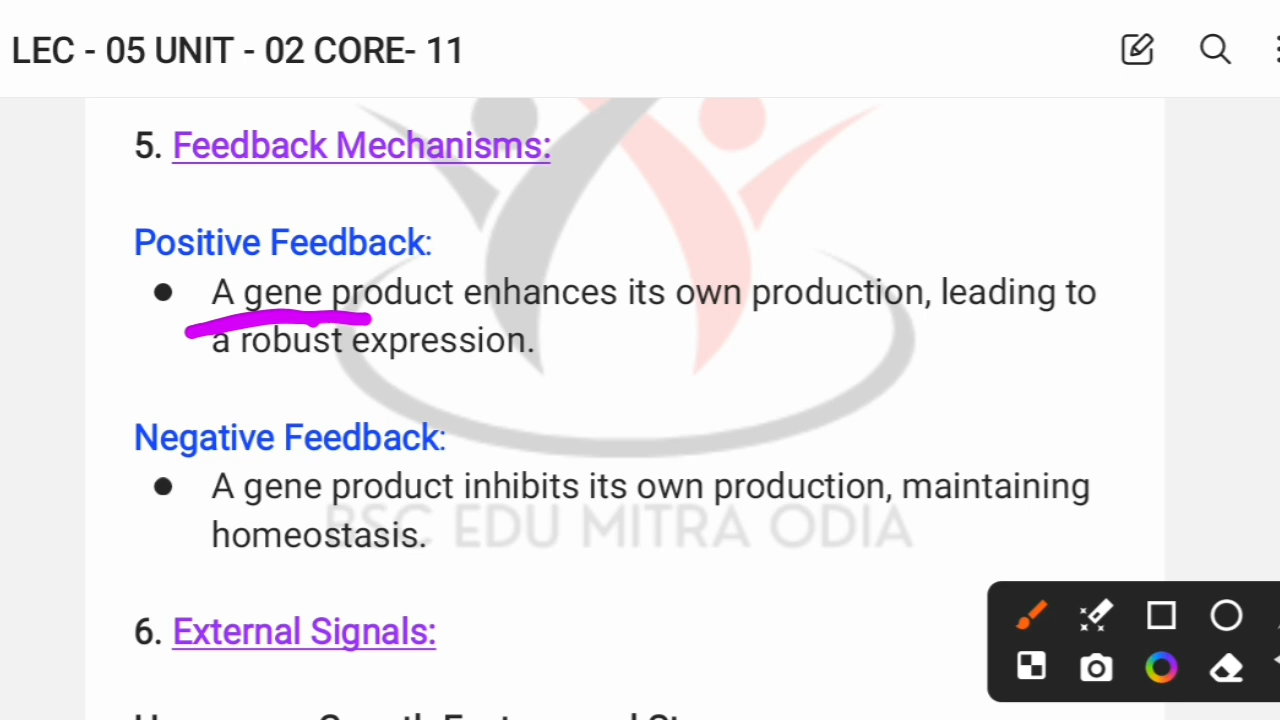 LEC - 05 UNIT - 02 CORE- 11
5. Feedback Mechanisms:
Positive Feedback:
● A gene product enhances its own production, leading to
a robust expression.
Negative Feedback:
● A gene product inhibits its own production, maintaining
homeostasis.
BSC EDU MITRA ODIA
6. External Signals: